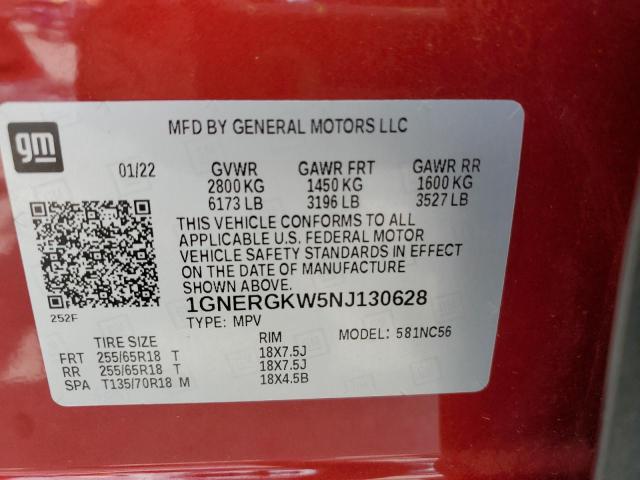 gm
MFD BY GENERAL MOTORS LLC
01/22 GVWR GAWR FRT GAWR RR
2800 KG 1450 KG 1600 KG
6173 LB 3196 LB 3527 LB
THIS VEHICLE CONFORMS TO ALL
APPLICABLE U.S. FEDERAL MOTOR
VEHICLE SAFETY STANDARDS IN EFFECT
ON THE DATE OF MANUFACTURE
SHOWN ABOVE.
252F
1GNERGKW5NJ130628
TYPE: MPV MODEL: 581NC56
TIRE SIZE RIM
FRT 255/65R18 T 18X7.5J
RR 255/65R18 T 18X7.5J
SPA T135/70R18 M 18X4.5B